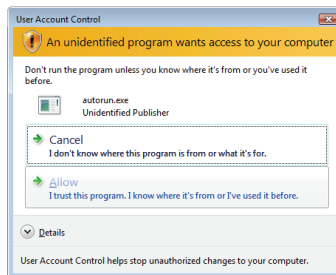 User Account Control
An unidentified program wants access to your computer
Don't run the program unless you know where it's from or you've used it
before.
autorun.exe
Unidentified Publisher
Cancel
I don't know where this program is from or what it's for.
Allow
I trust this program. I know where it's from or I've used it before.
Details
User Account Control helps stop unauthorized changes to your computer.